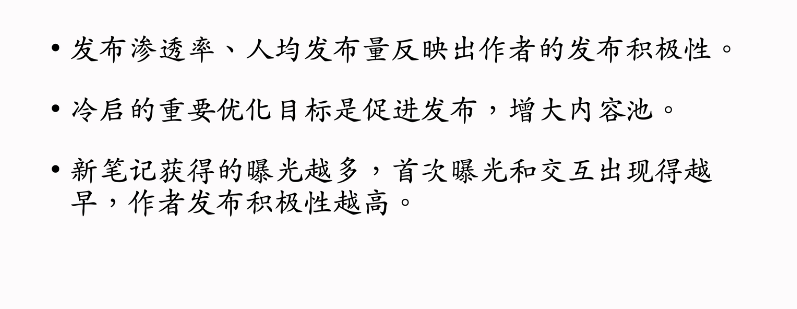 • 发布渗透率、人均发布量反映出作者的发布积极性。
• 冷启的重要优化目标是促进发布，增大内容池。
• 新笔记获得的曝光越多，首次曝光和交互出现得越
早，作者发布积极性越高。